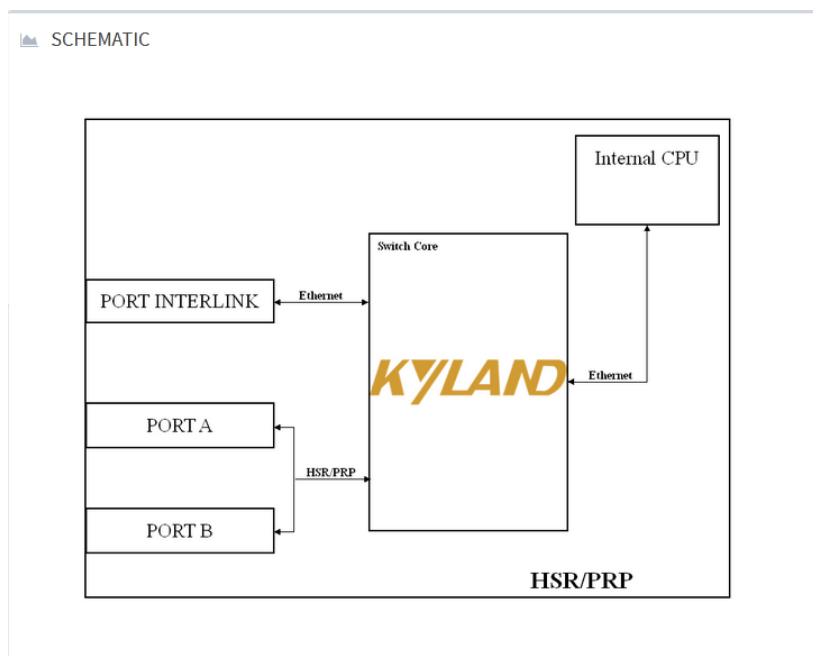 SCHEMATIC
Internal CPU
Switch Core
PORT INTERLINK
Ethernet
KYLAND
Ethernet
PORT A
HSR/PRP
PORT B
HSR/PRP